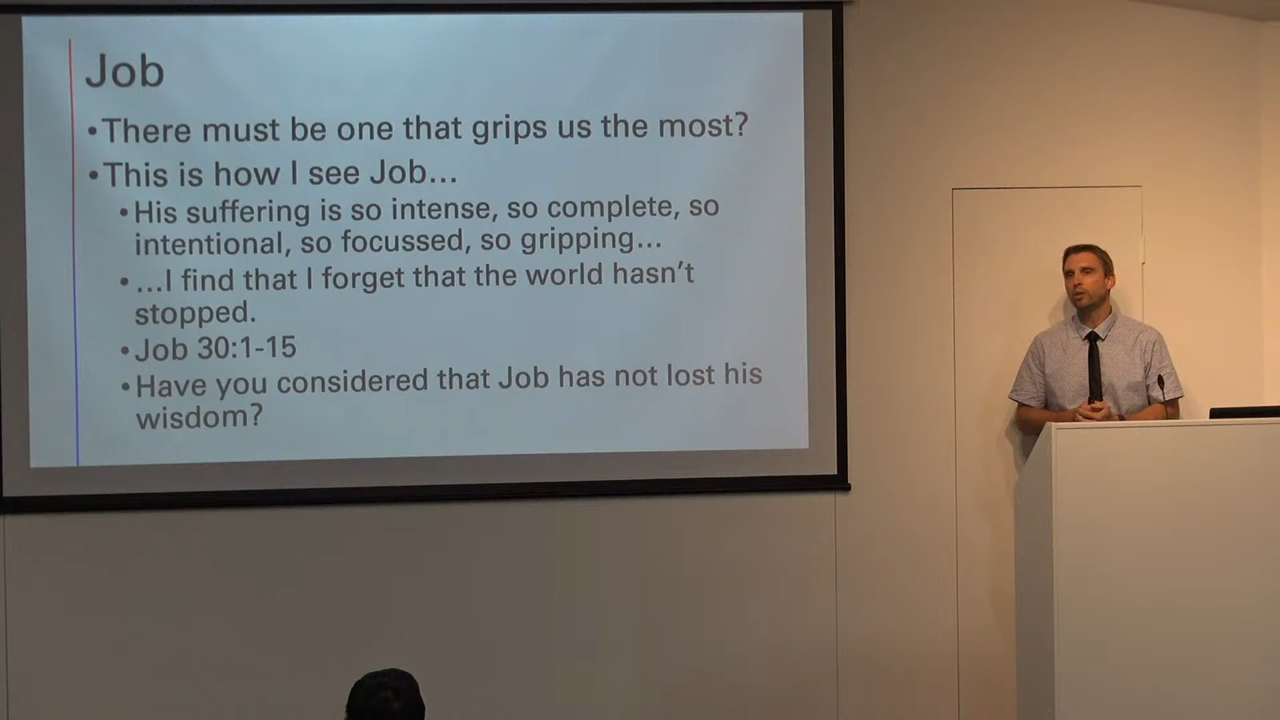 Job
•There must be one that grips us the most?
•This is how I see Job...
•His suffering is so intense, so complete, so
intentional, so focussed, so gripping...
•...I find that I forget that the world hasn't
stopped.
•Job 30:1-15
•Have you considered that Job has not lost his
wisdom?